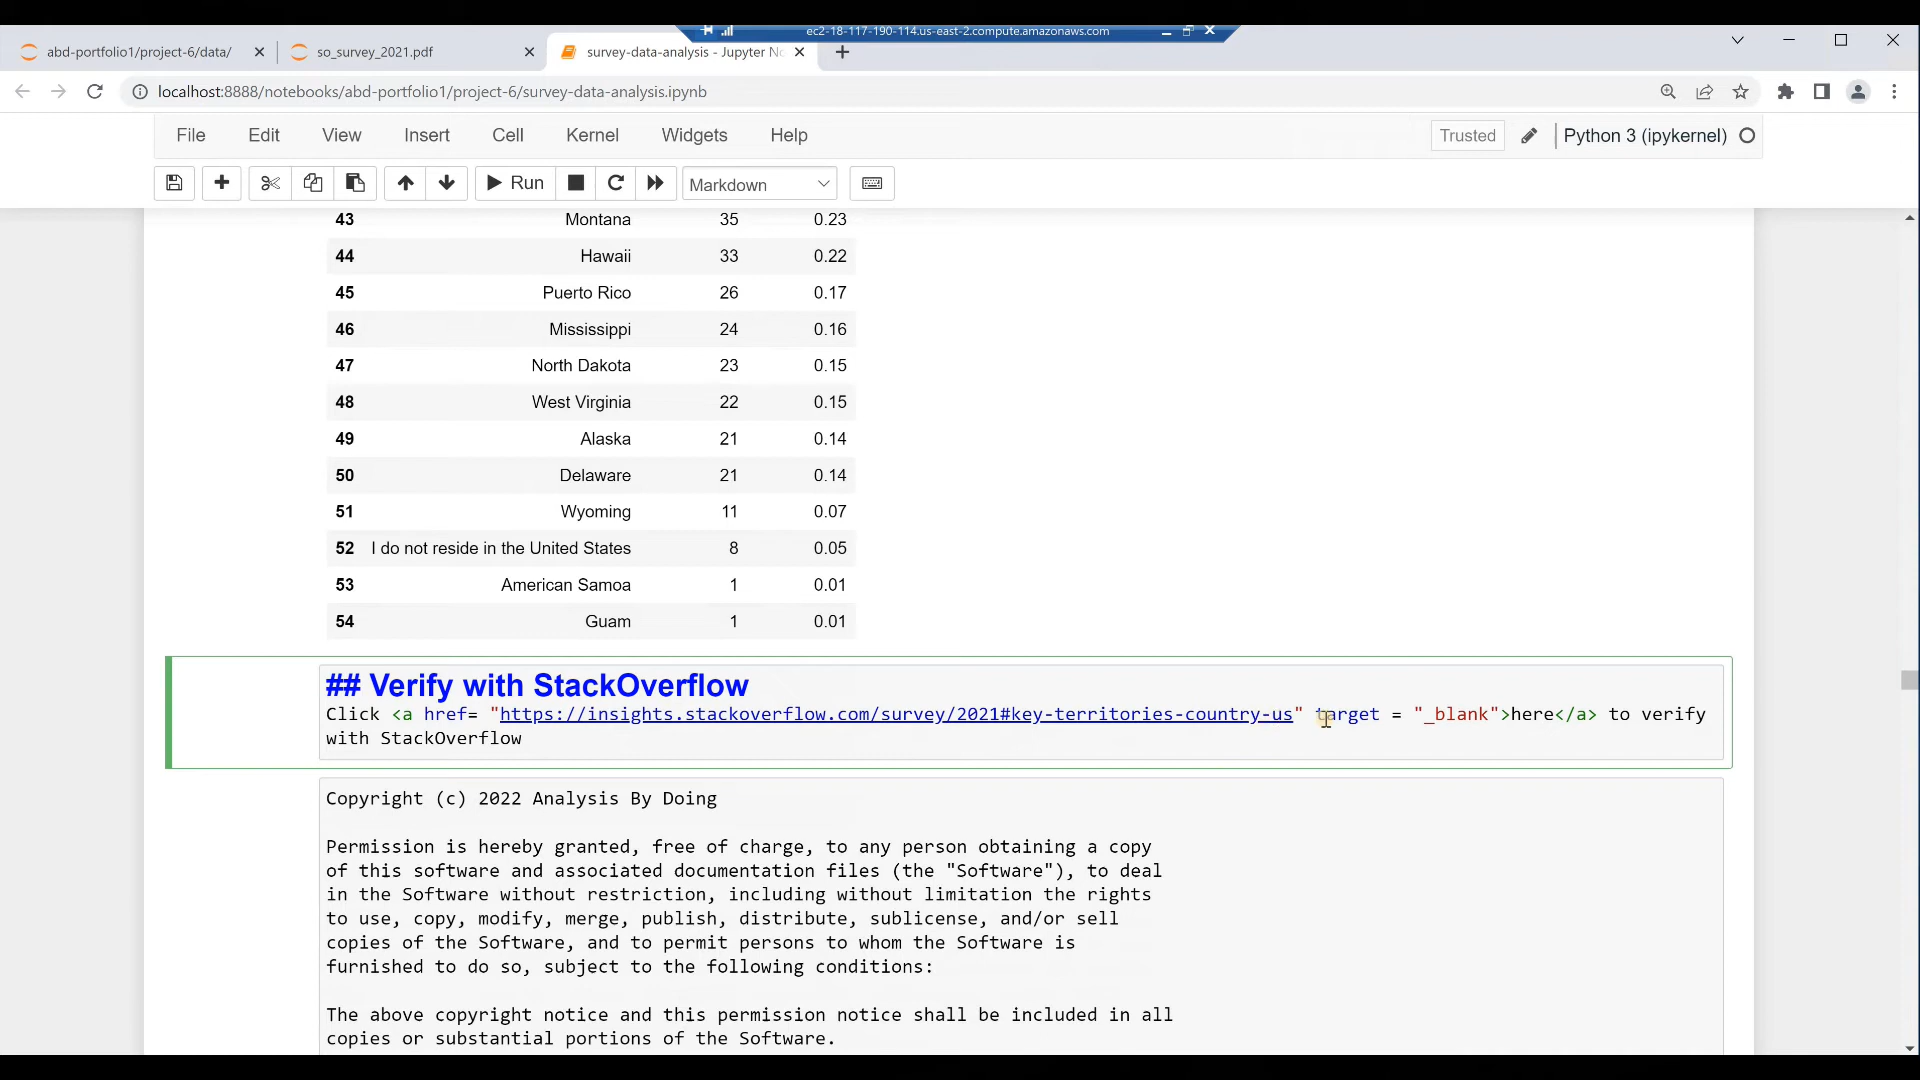 ec2-18-117-190-114.us-east-2.compute.amazonaws.com
abd-portfolio1/project-6/data/
so_survey_2021.pdf
survey-data-analysis - Jupyter No
localhost:8888/notebooks/abd-portfolio1/project-6/survey-data-analysis.ipynb
File Edit View Insert Cell Kernel Widgets Help Trusted Python 3 (ipykernel)
Run Markdown
43 Montana 35 0.23
44 Hawaii 33 0.22
45 Puerto Rico 26 0.17
46 Mississippi 24 0.16
47 North Dakota 23 0.15
48 West Virginia 22 0.15
49 Alaska 21 0.14
50 Delaware 21 0.14
51 Wyoming 11 0.07
52 I do not reside in the United States 8 0.05
53 American Samoa 1 0.01
54 Guam 1 0.01
## Verify with StackOverflow
Click <a href= "https://insights.stackoverflow.com/survey/2021#key-territories-country-us" target = "_blank">here</a> to verify
with StackOverflow
Copyright (c) 2022 Analysis By Doing
Permission is hereby granted, free of charge, to any person obtaining a copy
of this software and associated documentation files (the "Software"), to deal
in the Software without restriction, including without limitation the rights
to use, copy, modify, merge, publish, distribute, sublicense, and/or sell
copies of the Software, and to permit persons to whom the Software is
furnished to do so, subject to the following conditions:
The above copyright notice and this permission notice shall be included in all
copies or substantial portions of the Software.